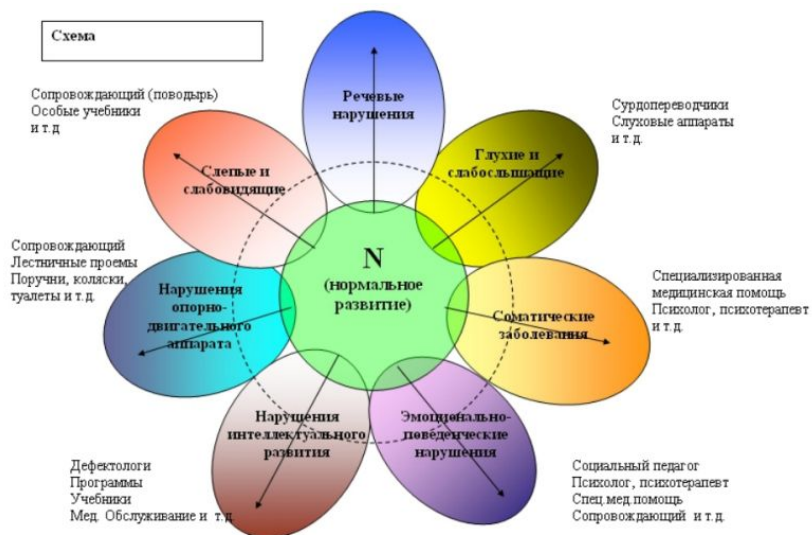 Схема
Речевые
нарушения
Сопровождающий (поводырь)
Особые учебники
и т.д
Слепые и
слабовидящие
Глухие и
слабослышащие
Сурдопереводчики
Слуховые аппараты
и т.д.
Сопровождающий
Лестничные проемы
Поручни, коляски,
туалеты и т.д.
Нарушения
опорно-
двигательного
аппарата
N
(нормальное
развитие)
Соматические
заболевания
Специализированная
медицинская помощь
Психолог, психотерапевт
и т.д.
Нарушения
интеллектуального
развития
Эмоционально-
поведенческие
нарушения
Дефектологи
Программы
Учебники
Мед. Обслуживание и т.д.
Социальный педагог
Психолог, психотерапевт
Спец.мед.помощь
Сопровождающий и т.д.